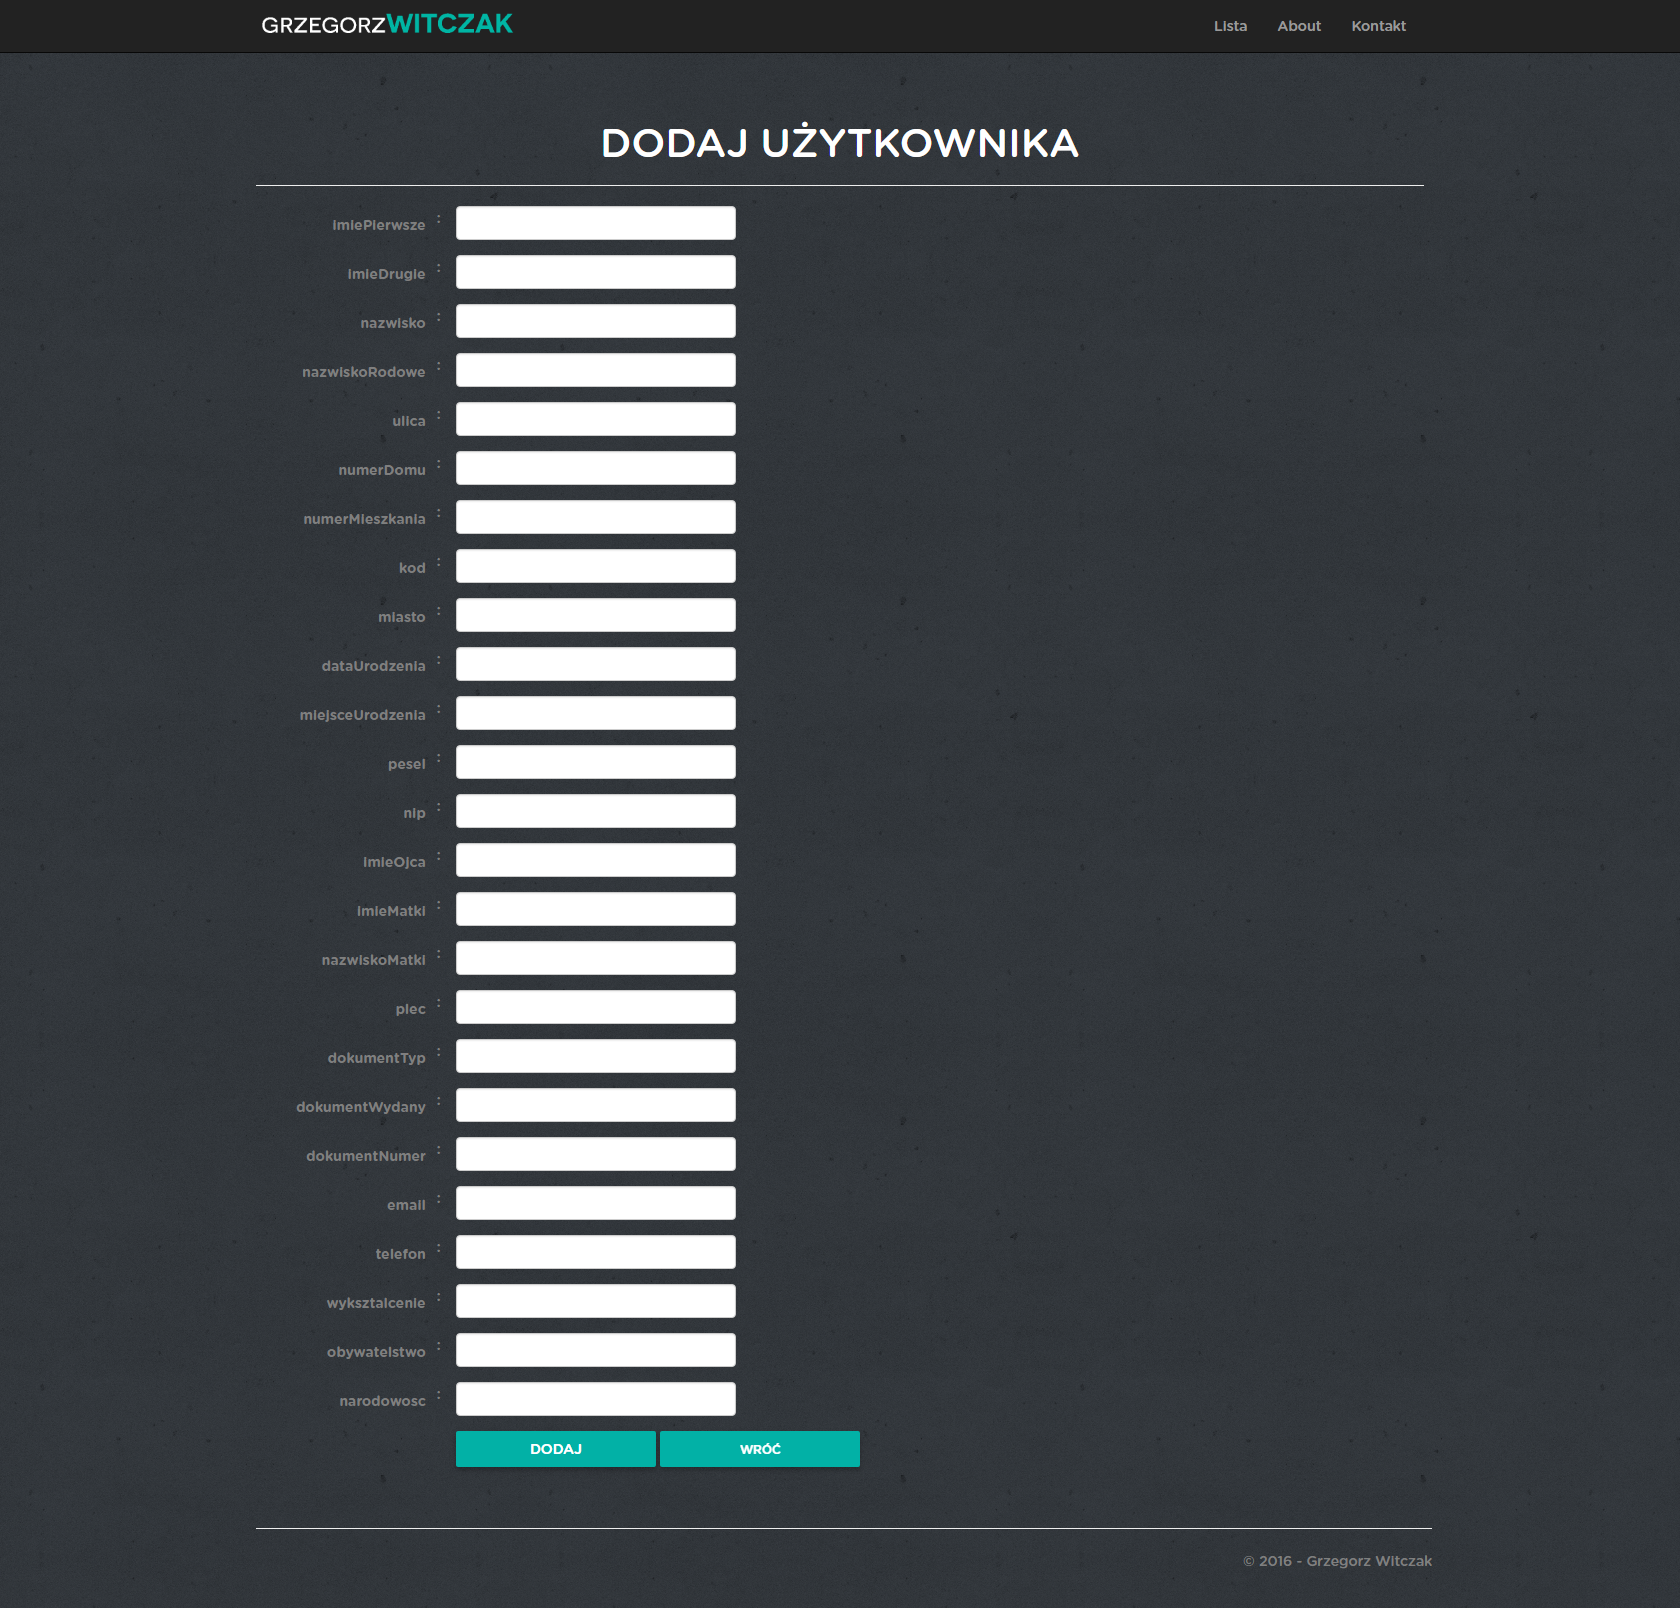 GRZEGORZWITCZAK Lista About Kontakt
DODAJ UŻYTKOWNIKA
imiePierwsze :
imieDrugie :
nazwisko :
nazwiskoRodowe :
ulica :
numerDomu :
numerMieszkania :
kod :
miasto :
dataUrodzenia :
miejsceUrodzenia :
pesel :
nip :
imieOjca :
imieMatki :
nazwiskoMatki :
plec :
dokumentTyp :
dokumentWydany :
dokumentNumer :
email :
telefon :
wyksztalcenie :
obywatelstwo :
narodowosc :
DODAJ WRÓĆ
© 2016 - Grzegorz Witczak